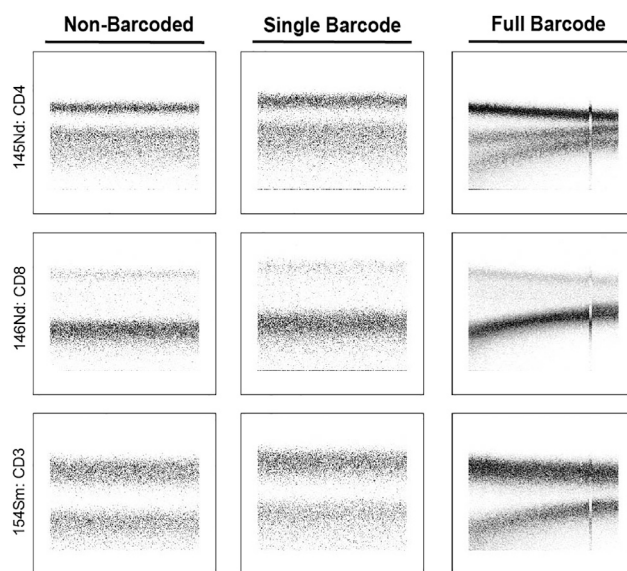 Non-Barcoded
Single Barcode
Full Barcode
145Nd: CD4
146Nd: CD8
154Sm: CD3